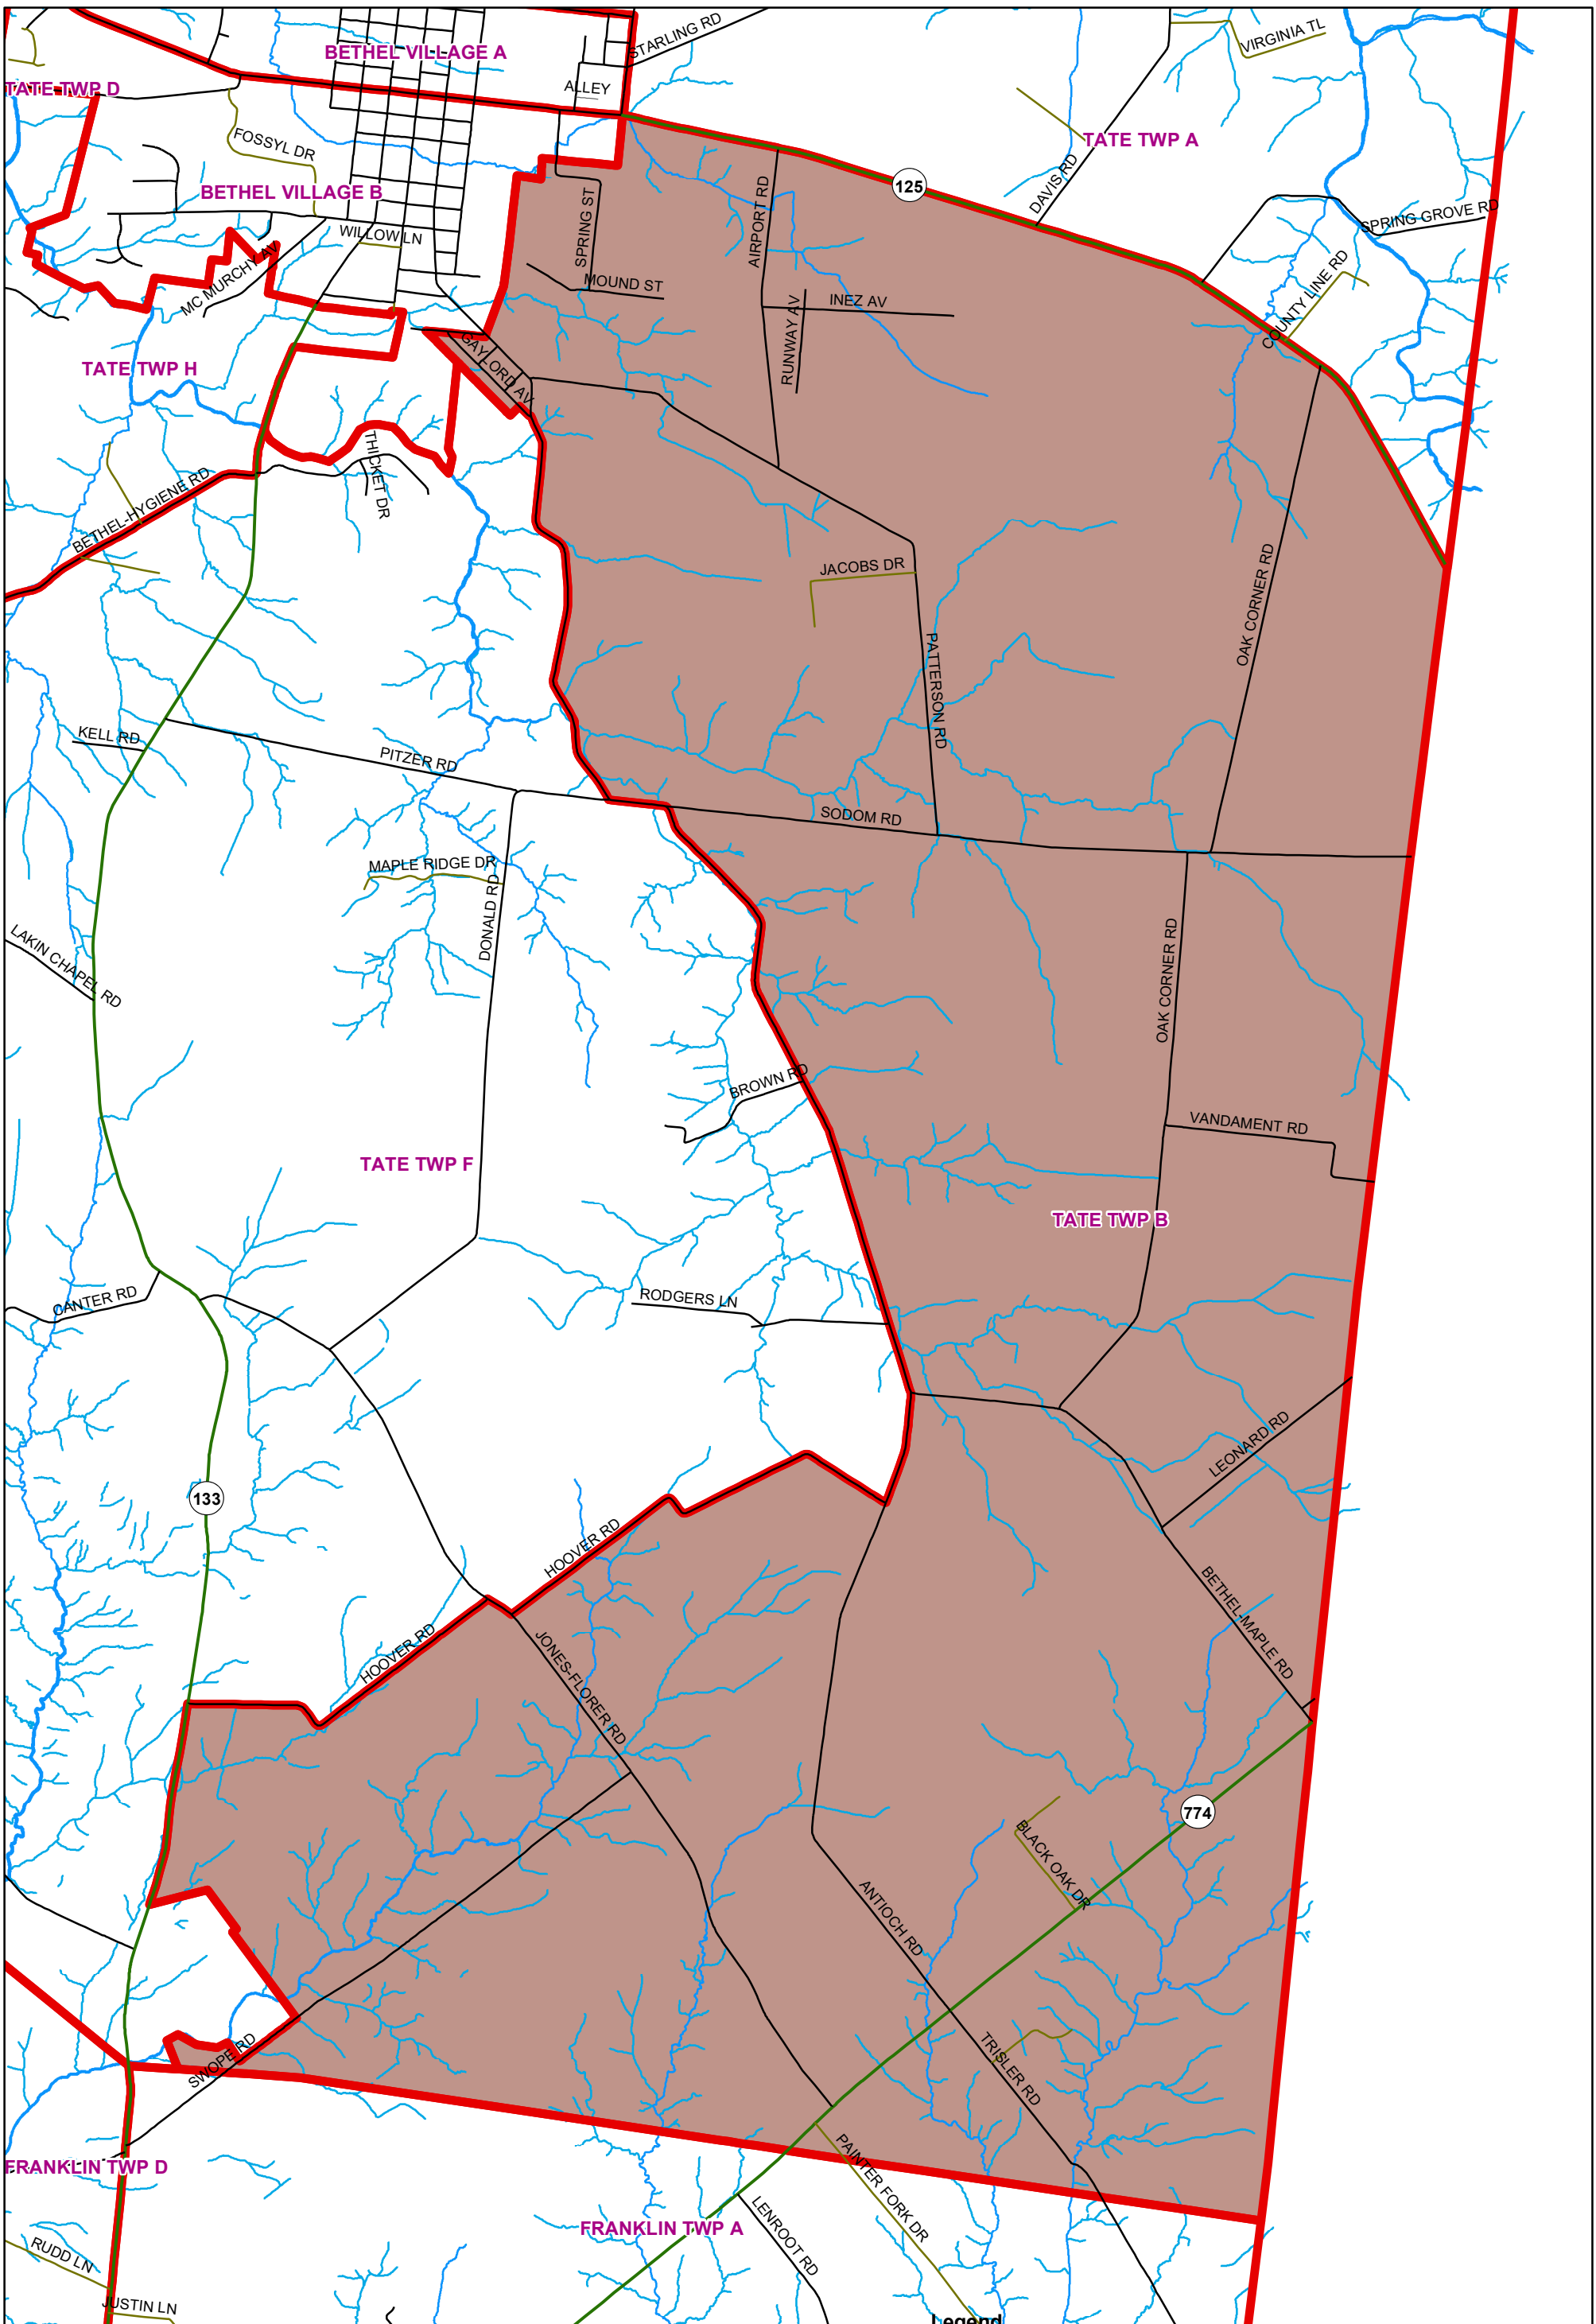 STARLING RD
VIRGINIA TL
BETHEL VILLAGE A
TATE TWP D
ALLEY
FOSSYL DR
TATE TWP A
125
DAVIS RD
BETHEL VILLAGE B
SPRING ST
AIRPORT RD
SPRING GROVE RD
WILLOW LN
MC MURCHY AV
MOUND ST
INEZ AV
RUNWAY AV
COUNTY LINE RD
TATE TWP H
GAYLORD AV
THICKET DR
BETHEL-HYGIENE RD
JACOBS DR
OAK CORNER RD
PATTERSON RD
KELL RD
PITZER RD
SODOM RD
MAPLE RIDGE DR
DONALD RD
LAKIN CHAPEL RD
OAK CORNER RD
BROWN RD
VANDAMENT RD
TATE TWP F
TATE TWP B
CANTER RD
RODGERS LN
LEONARD RD
133
HOOVER RD
BETHEL-MAPLE RD
HOOVER RD
JONES-FLORER RD
774
BLACK OAK DR
ANTIOCH RD
TRISLER RD
SWOPE RD
FRANKLIN TWP D
PAINTER FORK DR
FRANKLIN TWP A
LENROOT RD
RUDD LN
JUSTIN LN
Legend